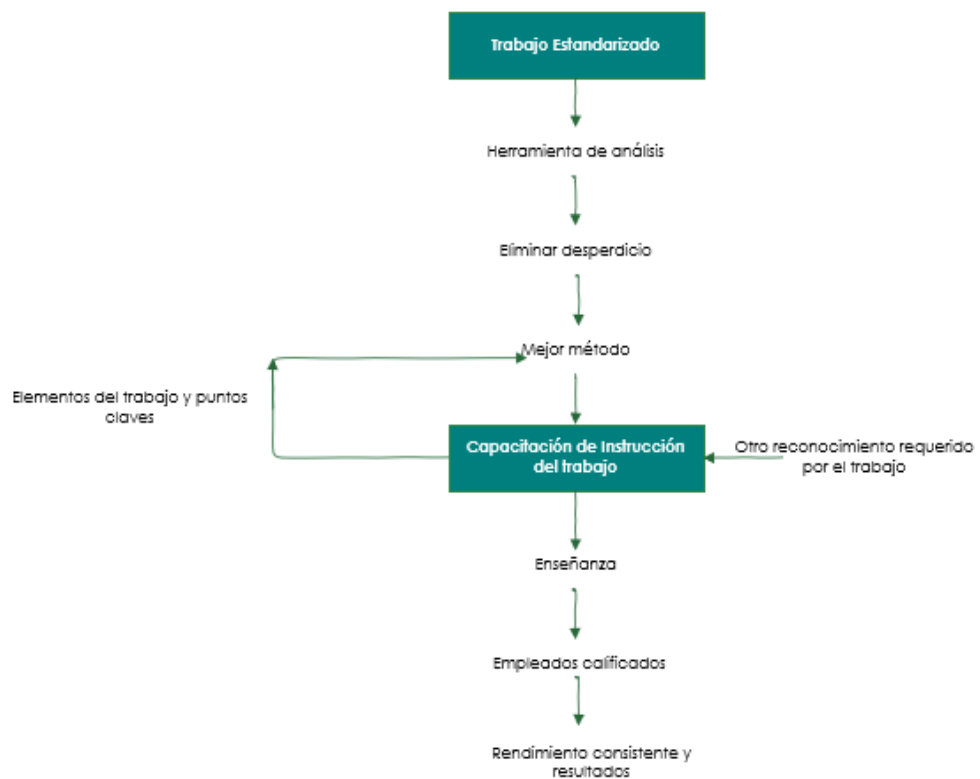 Trabajo Estandarizado
Herramienta de análisis
Eliminar desperdicio
Mejor método
Elementos del trabajo y puntos
claves
Capacitación de Instrucción
del trabajo
Otro reconocimiento requerido
por el trabajo
Enseñanza
Empleados calificados
Rendimiento consistente y
resultados